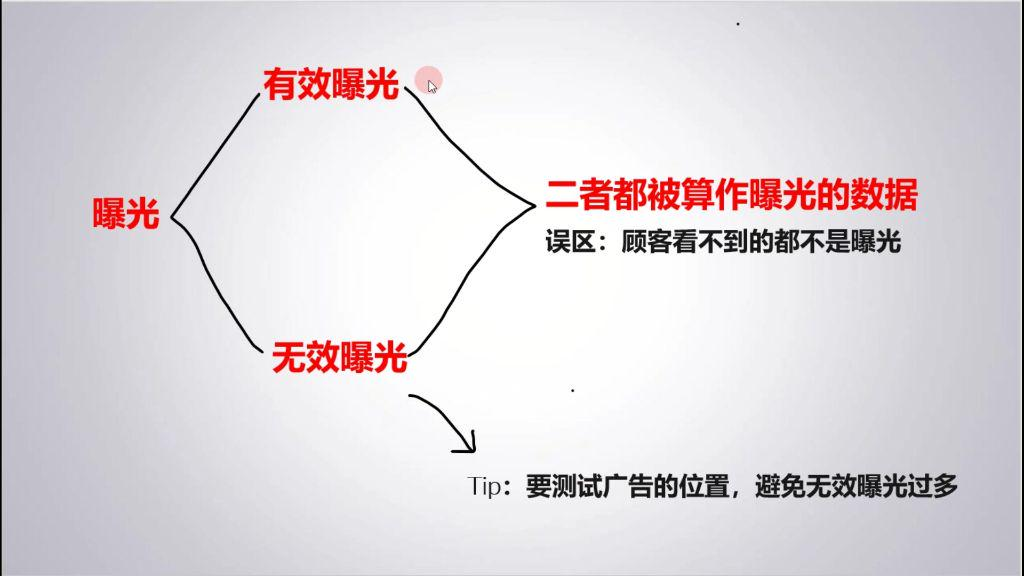 有效曝光
曝光
二者都被算作曝光的数据
误区：顾客看不到的都不是曝光
无效曝光
Tip：要测试广告的位置，避免无效曝光过多